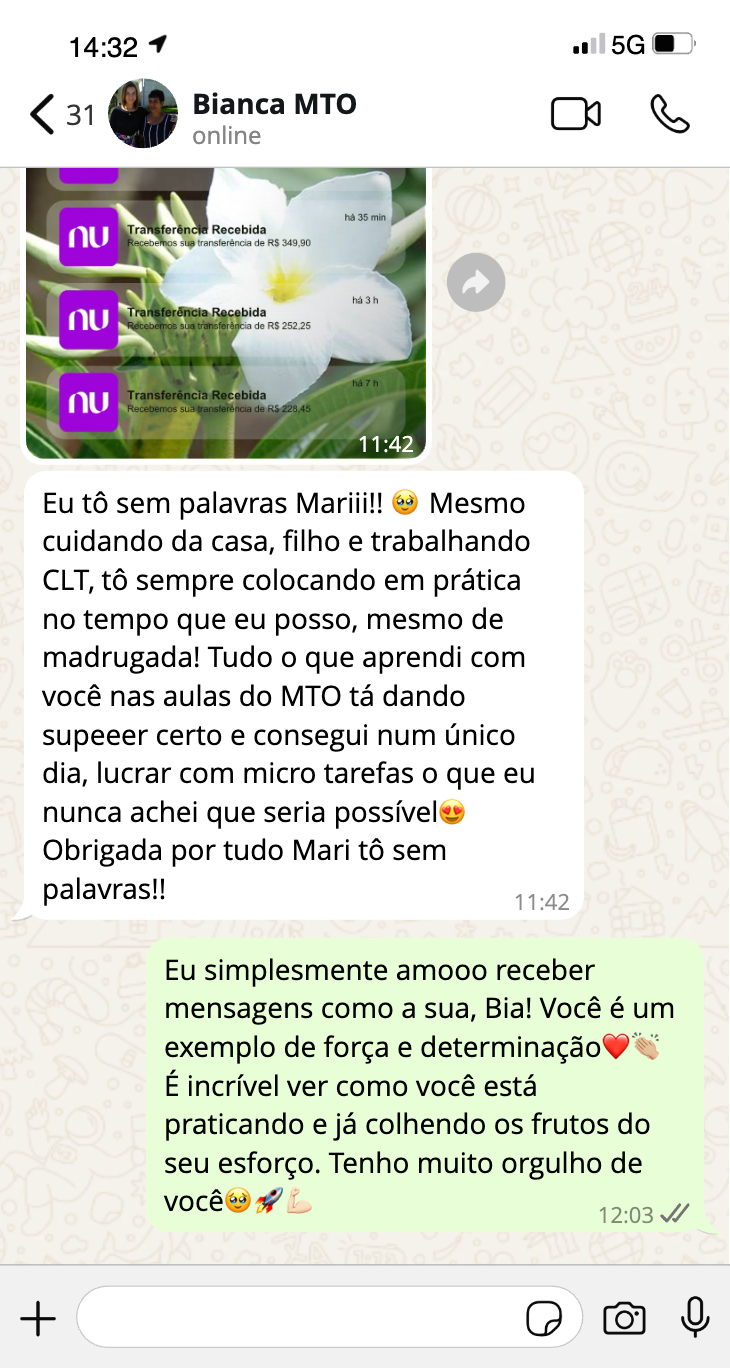 14:32
5G
31
Bianca MTO
online
nu
Transferência Recebida
há 35 min
Recebemos sua transferência de R$ 349,90
nu
Transferência Recebida
há 3 h
Recebemos sua transferência de R$ 252,25
nu
Transferência Recebida
há 7 h
Recebemos sua transferência de R$ 228,45
11:42
Eu tô sem palavras Mariii!! 🥹 Mesmo
cuidando da casa, filho e trabalhando
CLT, tô sempre colocando em prática
no tempo que eu posso, mesmo de
madrugada! Tudo o que aprendi com
você nas aulas do MTO tá dando
supeeer certo e consegui num único
dia, lucrar com micro tarefas o que eu
nunca achei que seria possível😍
Obrigada por tudo Mari tô sem
palavras!!
11:42
Eu simplesmente amooo receber
mensagens como a sua, Bia! Você é um
exemplo de força e determinação❤️👏🏼
É incrível ver como você está
praticando e já colhendo os frutos do
seu esforço. Tenho muito orgulho de
você🥹🚀💪🏻
12:03